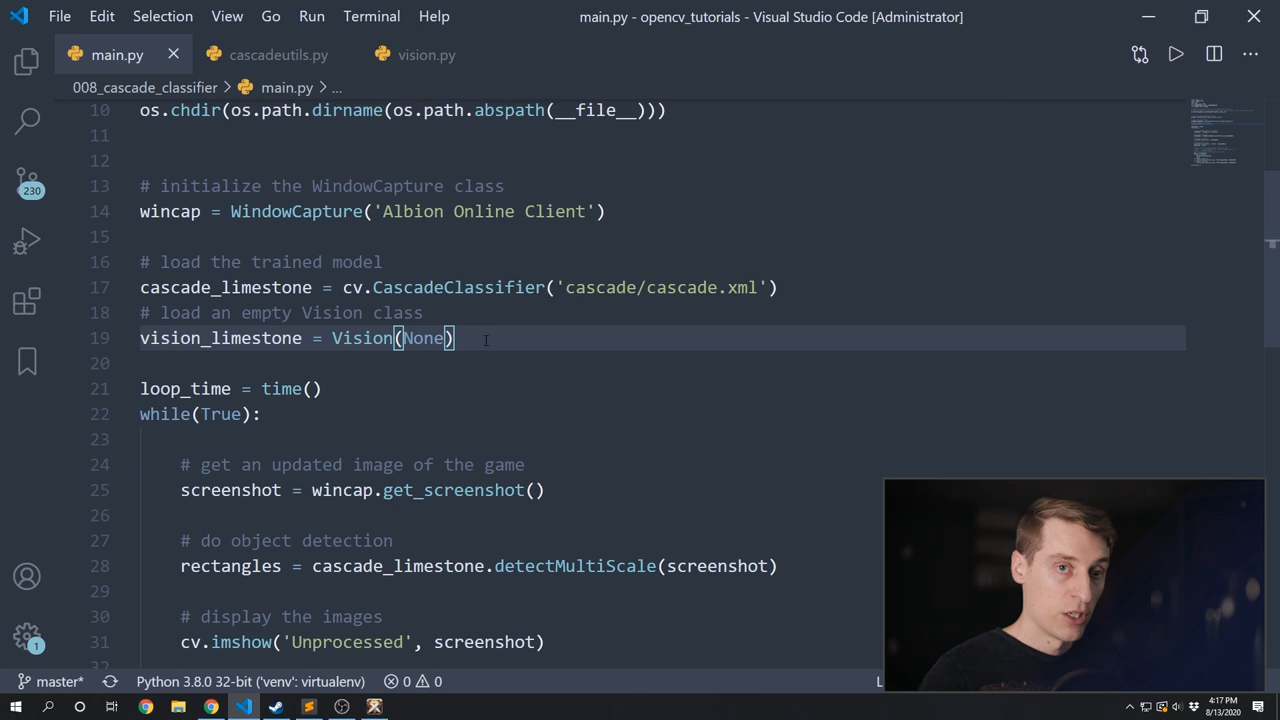 File Edit Selection View Go Run Terminal Help main.py - opencv_tutorials - Visual Studio Code [Administrator]
main.py cascadeutils.py vision.py
008_cascade_classifier > main.py > ...
10 os.chdir(os.path.dirname(os.path.abspath(__file__)))
11
12
13 # initialize the WindowCapture class
14 wincap = WindowCapture('Albion Online Client')
15
16 # load the trained model
17 cascade_limestone = cv.CascadeClassifier('cascade/cascade.xml')
18 # load an empty Vision class
19 vision_limestone = Vision(None)
20
21 loop_time = time()
22 while(True):
23
24 # get an updated image of the game
25 screenshot = wincap.get_screenshot()
26
27 # do object detection
28 rectangles = cascade_limestone.detectMultiScale(screenshot)
29
30 # display the images
31 cv.imshow('Unprocessed', screenshot)
32
230
1
master* Python 3.8.0 32-bit ('venv': virtualenv) 0 0 L
4:17 PM
8/13/2020